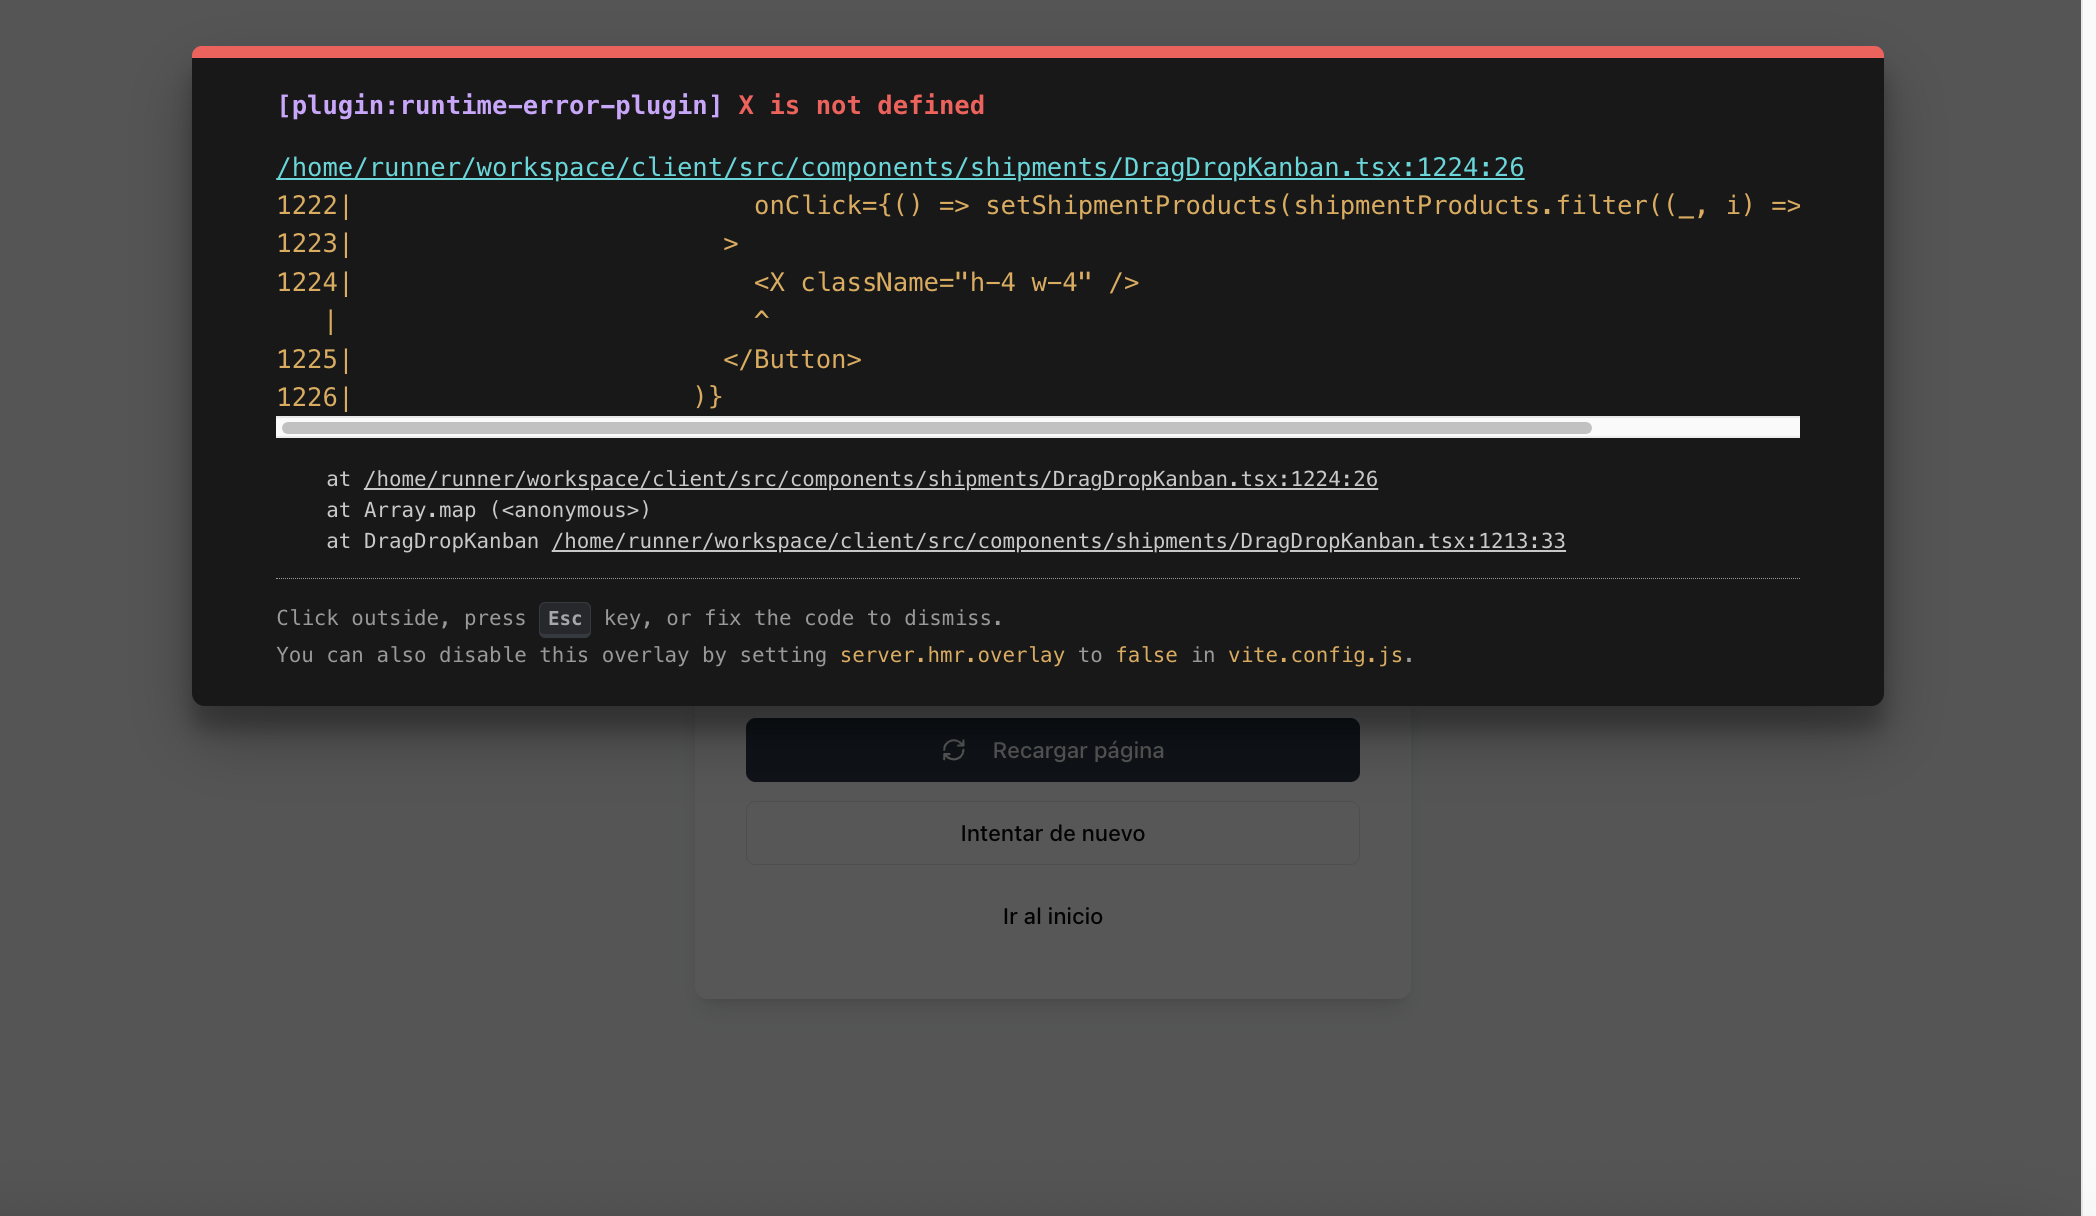 [plugin:runtime-error-plugin] X is not defined
/home/runner/workspace/client/src/components/shipments/DragDropKanban.tsx:1224:26
1222|                          onClick={() => setShipmentProducts(shipmentProducts.filter((_, i) =>
1223|                        >
1224|                          <X className="h-4 w-4" />
   |                          ^
1225|                        </Button>
1226|                      )}
at /home/runner/workspace/client/src/components/shipments/DragDropKanban.tsx:1224:26
at Array.map (<anonymous>)
at DragDropKanban /home/runner/workspace/client/src/components/shipments/DragDropKanban.tsx:1213:33
Click outside, press Esc key, or fix the code to dismiss.
You can also disable this overlay by setting server.hmr.overlay to false in vite.config.js.
Recargar página
Intentar de nuevo
Ir al inicio